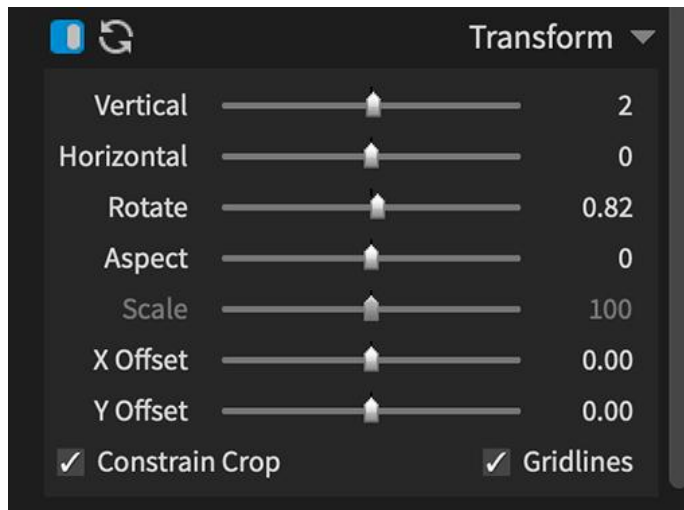 Transform
Vertical 2
Horizontal 0
Rotate 0.82
Aspect 0
Scale 100
X Offset 0.00
Y Offset 0.00
Constrain Crop Gridlines